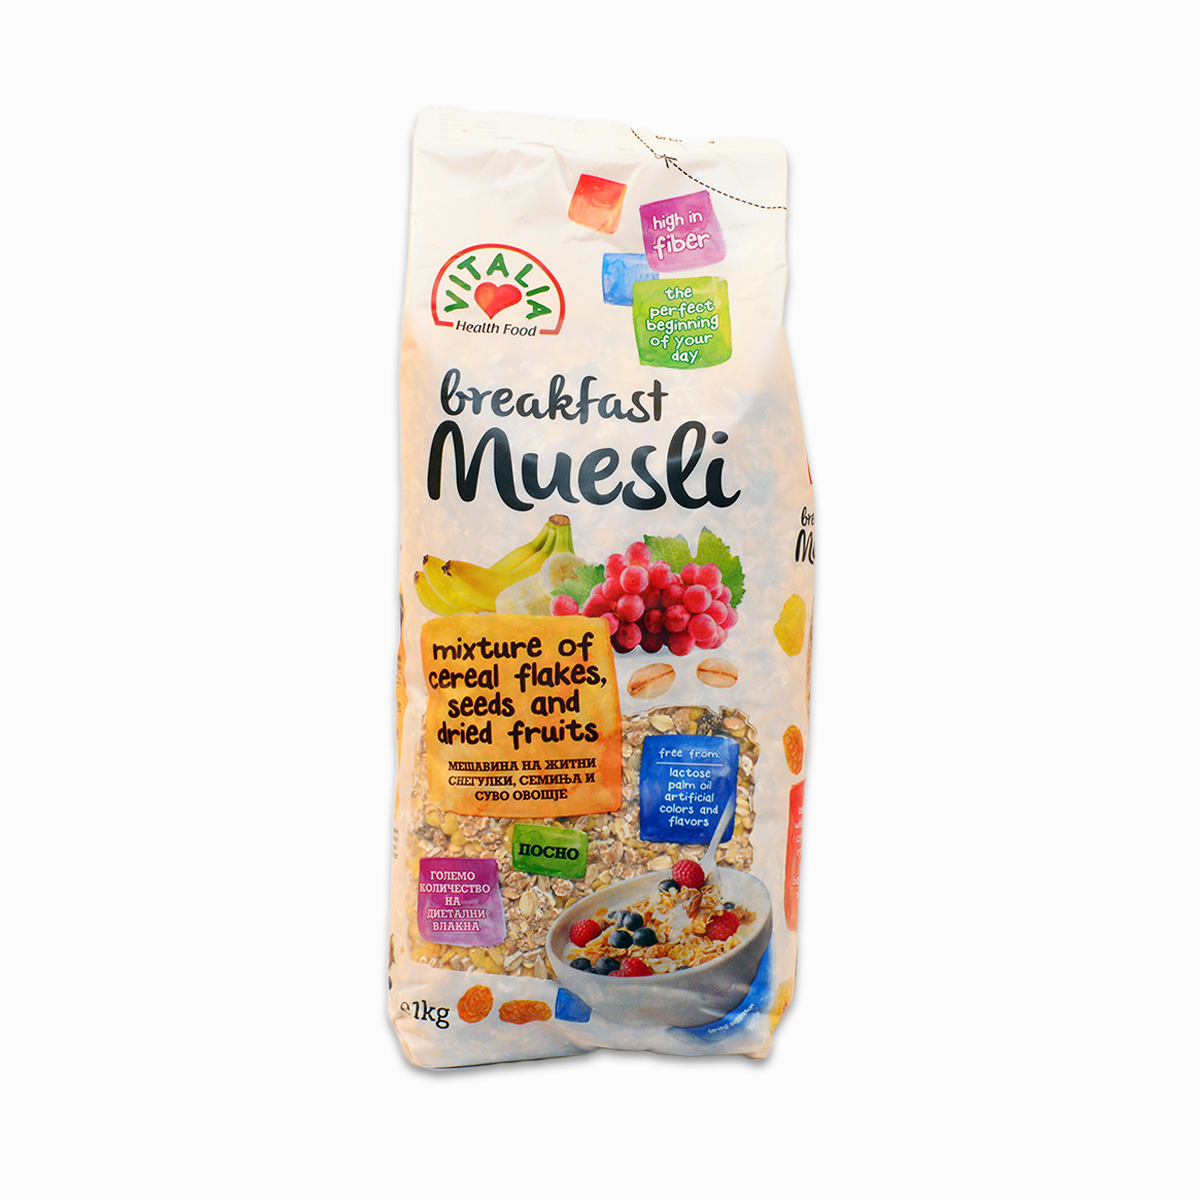 high in
fiber
VITALIA
Health Food
the
perfect
beginning
of your
day
breakfast
Muesli
mixture of
cereal flakes,
seeds and
dried fruits
МЕШАВИНА НА ЖИТНИ
СНЕГУЛКИ, СЕМИЊА И
СУВО ОВОШЈЕ
free from:
lactose
palm oil
artificial
colors and
flavors
ПОСНО
ГОЛЕМО
КОЛИЧЕСТВО
НА
ДИЕТАЛНИ
ВЛАКНА
e1kg